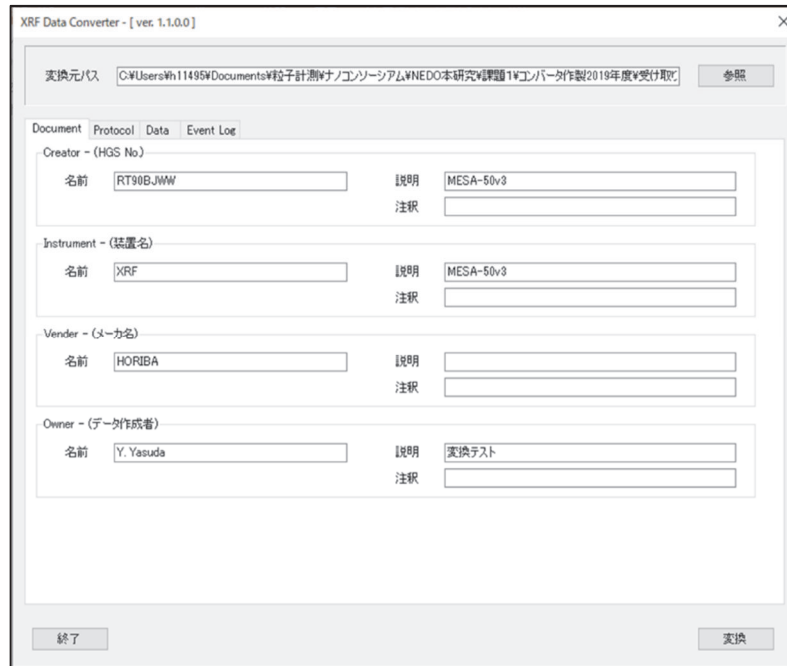 XRF Data Converter - [ ver. 1.1.0.0 ]
変換元パス C:¥Users¥h11495¥Documents¥粒子計測¥ナノコンソーシアム¥NEDO本研究¥課題1¥コンバータ作製2019年度¥受け取 参照
Document Protocol Data Event Log
Creator - (HGS No.)
名前 RT90BJWW 説明 MESA-50v3
注釈
Instrument - (装置名)
名前 XRF 説明 MESA-50v3
注釈
Vender - (メーカ名)
名前 HORIBA 説明
注釈
Owner - (データ作成者)
名前 Y. Yasuda 説明 変換テスト
注釈
終了 変換